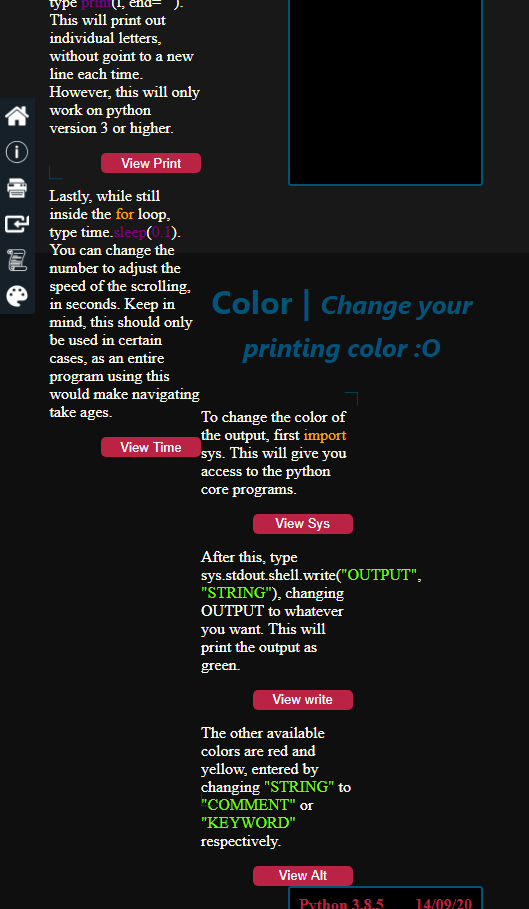 type print(l, end="").
This will print out
individual letters,
without goint to a new
line each time.
However, this will only
work on python
version 3 or higher.
View Print
Lastly, while still
inside the for loop,
type time.sleep(0.1).
You can change the
number to adjust the
speed of the scrolling,
in seconds. Keep in
mind, this should only
be used in certain
cases, as an entire
program using this
would make navigating
take ages.
View Time
Color | Change your
printing color :O
To change the color of
the output, first import
sys. This will give you
access to the python
core programs.
View Sys
After this, type
sys.stdout.shell.write("OUTPUT",
"STRING"), changing
OUTPUT to whatever
you want. This will
print the output as
green.
View write
The other available
colors are red and
yellow, entered by
changing "STRING" to
"COMMENT" or
"KEYWORD"
respectively.
View Alt
Python 3.8.5 14/09/20